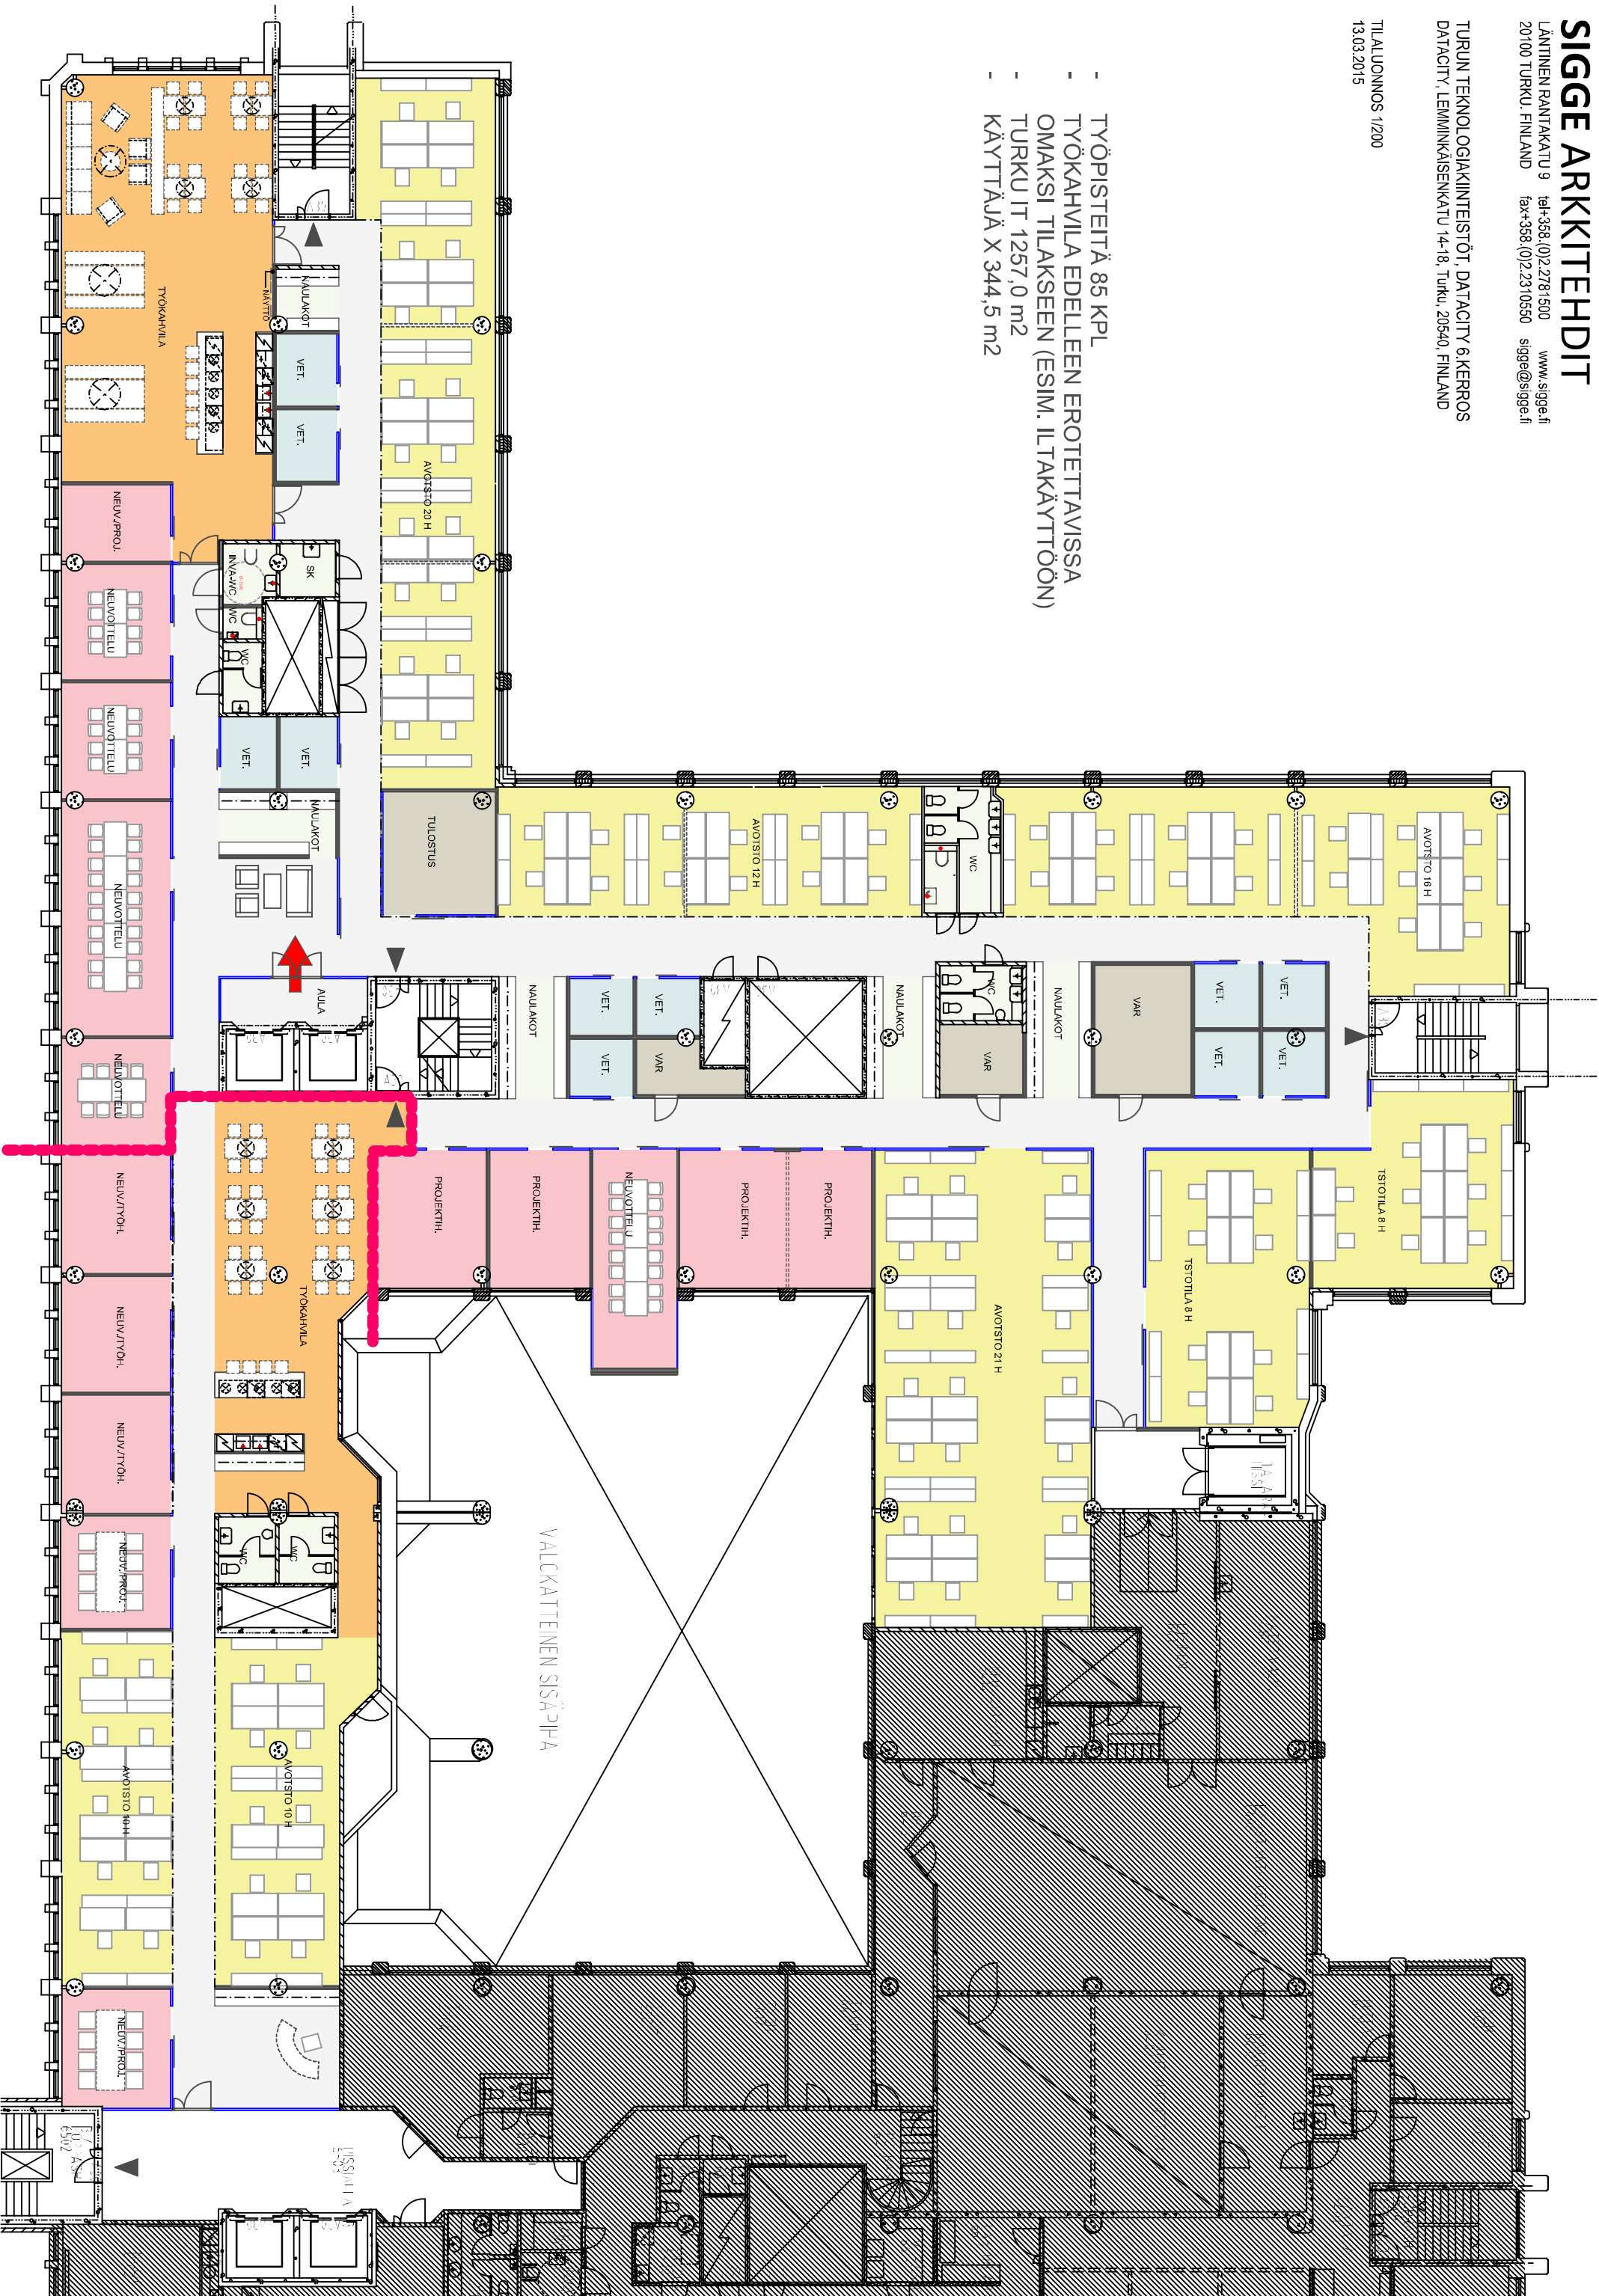 SIGGE ARKKITEHDIT
LÄNTINEN RANTAKATU 9 tel+358.(0)2.2781500 www.sigge.fi
20100 TURKU. FINLAND fax+358.(0)2.2310550 sigge@sigge.fi
TURUN TEKNOLOGIAKIINTEISTÖT, DATACITY 6.KERROS
DATACITY, LEMMINKÄISENKATU 14-18, Turku. 20540, FINLAND
TILALUONNOS 1/200
13.03.2015
- TYÖPISTEITÄ 85 KPL
- TYÖKAHVILA EDELLEEN EROTETTAVISSA
OMAKSI TILAKSEEN (ESIM. ILTAKÄYTTÖÖN)
- TURKU IT 1257,0 m2
- KÄYTTÄJÄ X 344,5 m2
AVOTSTO 20 H
NAULAKOT
NÄYTTÖ
VET.
VET.
TYÖKAHVILA
NEUV./PROJ.
NEUVOTTELU
NEUVOTTELU
NEUVOTTELU
NEUVOTTELU
SK
INVA-WC
WC
WC
VET.
VET.
NAULAKOT
TULOSTUS
AULA
AVOTSTO 12 H
WC
AVOTSTO 16 H
NAULAKOT
VET.
VET.
VET.
VAR
NAULAKOT
WC
VAR
NAULAKOT
VAR
VET.
VET.
VET.
VET.
TSTOTILA 8 H
TSTOTILA 8 H
AVOTSTO 21 H
PROJEKTIH.
PROJEKTIH.
NEUVOTTELU
PROJEKTIH.
PROJEKTIH.
TYÖKAHVILA
NEUV./TYÖH.
NEUV./TYÖH.
NEUV./TYÖH.
NEUV./PROJ.
WC
WC
AVOTSTO 10 H
AVOTSTO 10 H
NEUV./PROJ.
VALOKATTEINEN SISÄPIHA
6502